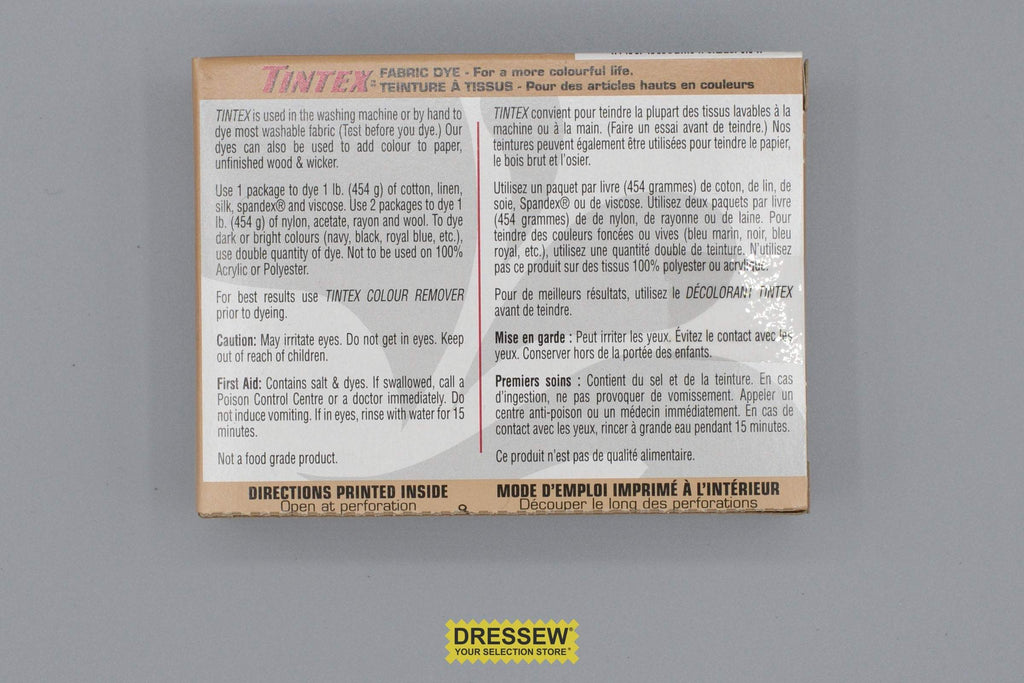 TINTEX FABRIC DYE - For a more colourful life.
TEINTURE À TISSUS - Pour des articles hauts en couleurs
TINTEX is used in the washing machine or by hand to
dye most washable fabric (Test before you dye.) Our
dyes can also be used to add colour to paper,
unfinished wood & wicker.
Use 1 package to dye 1 lb. (454 g) of cotton, linen,
silk, spandex® and viscose. Use 2 packages to dye 1
lb. (454 g) of nylon, acetate, rayon and wool. To dye
dark or bright colours (navy, black, royal blue, etc.),
use double quantity of dye. Not to be used on 100%
Acrylic or Polyester.
For best results use TINTEX COLOUR REMOVER
prior to dyeing.
Caution: May irritate eyes. Do not get in eyes. Keep
out of reach of children.
First Aid: Contains salt & dyes. If swallowed, call a
Poison Control Centre or a doctor immediately. Do
not induce vomiting. If in eyes, rinse with water for 15
minutes.
Not a food grade product.
TINTEX convient pour teindre la plupart des tissus lavables à la
machine ou à la main. (Faire un essai avant de teindre.) Nos
teintures peuvent également être utilisées pour teindre le papier,
le bois brut et l'osier.
Utilisez un paquet par livre (454 grammes) de coton, de lin, de
soie, Spandex® ou de viscose. Utilisez deux paquets par livre
(454 grammes) de de nylon, de rayonne ou de laine. Pour
teindre des couleurs foncées ou vives (bleu marin, noir, bleu
royal, etc.), utilisez une quantité double de teinture. N'utilisez
pas ce produit sur des tissus 100% polyester ou acrylique.
Pour de meilleurs résultats, utilisez le DÉCOLORANT TINTEX
avant de teindre.
Mise en garde : Peut irriter les yeux. Évitez le contact avec les
yeux. Conserver hors de la portée des enfants.
Premiers soins : Contient du sel et de la teinture. En cas
d'ingestion, ne pas provoquer de vomissement. Appeler un
centre anti-poison ou un médecin immédiatement. En cas de
contact avec les yeux, rincer à grande eau pendant 15 minutes.
Ce produit n'est pas de qualité alimentaire.
DIRECTIONS PRINTED INSIDE
Open at perforation
MODE D'EMPLOI IMPRIMÉ À L'INTÉRIEUR
Découper le long des perforations
DRESSEW®
YOUR SELECTION STORE®